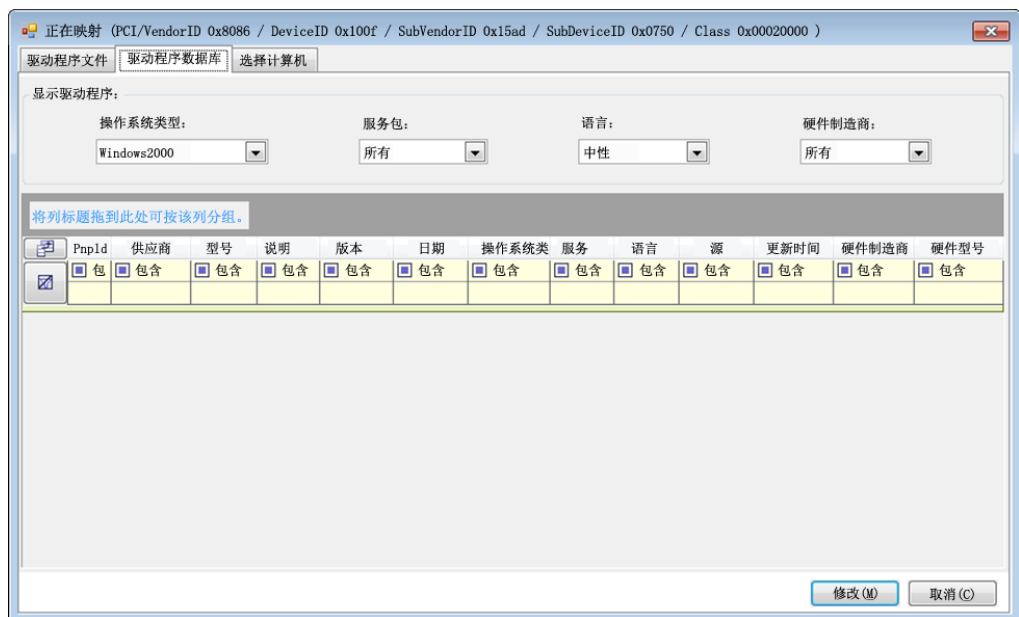 正在映射 (PCI/VendorID 0x8086 / DeviceID 0x100f / SubVendorID 0x15ad / SubDeviceID 0x0750 / Class 0x00020000 )
驱动程序文件 驱动程序数据库 选择计算机
显示驱动程序:
操作系统类型: 服务包: 语言: 硬件制造商:
Windows2000 所有 中性 所有
将列标题拖到此处可按该列分组。
PnpId 供应商 型号 说明 版本 日期 操作系统类 服务 语言 源 更新时间 硬件制造商 硬件型号
包 包含 包含 包含 包含 包含 包含 包含 包含 包含 包含 包含 包含
修改(M) 取消(C)